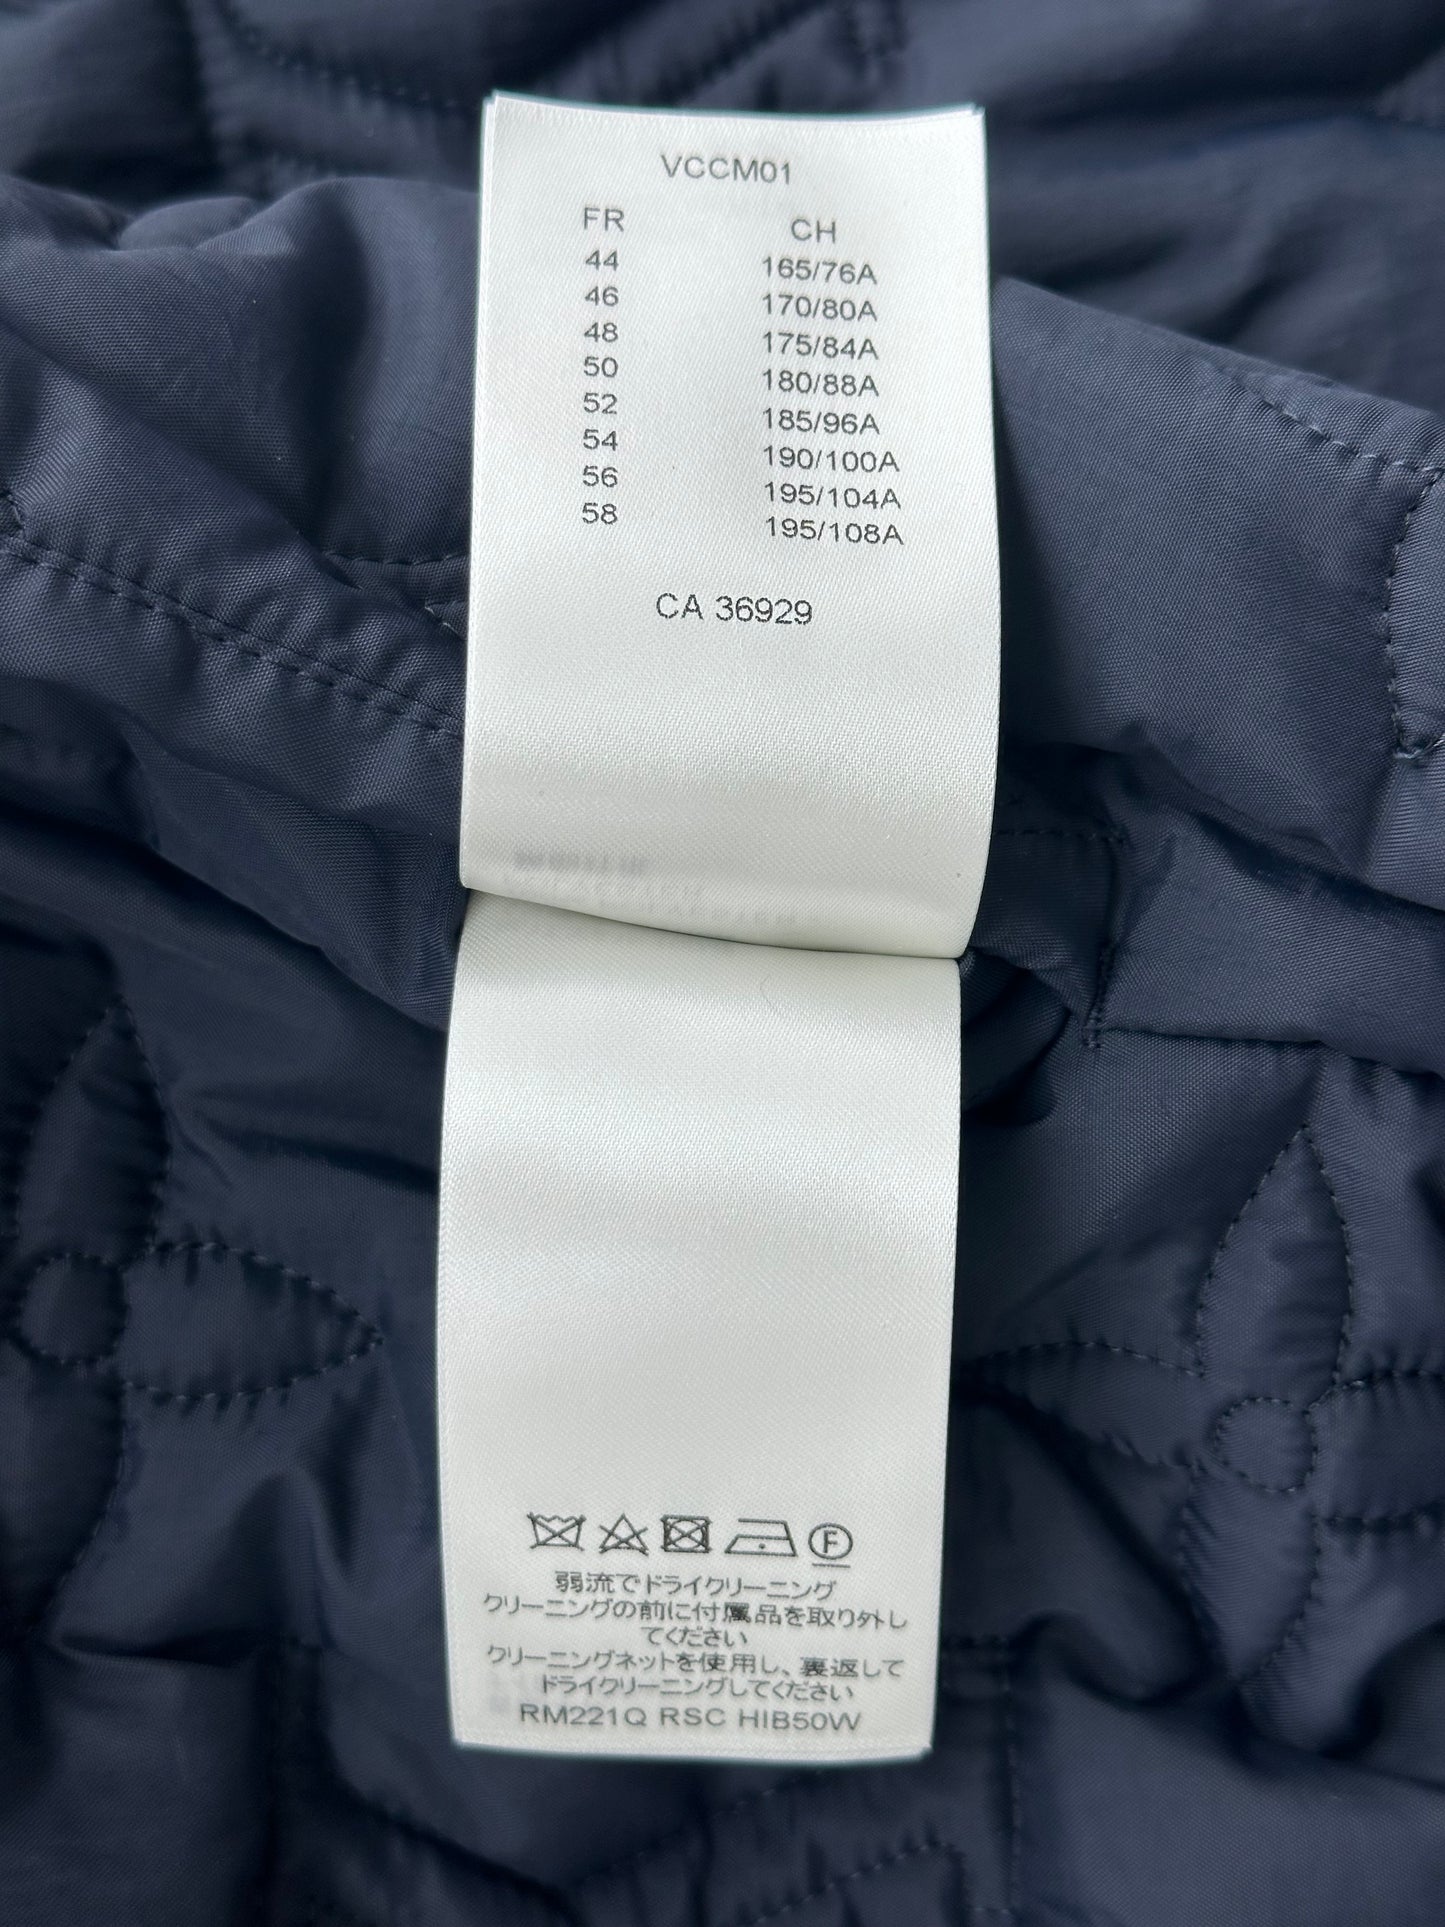 VCCM01
FR CH
44 165/76A
46 170/80A
48 175/84A
50 180/88A
52 185/96A
54 190/100A
56 195/104A
58 195/108A
CA 36929
F
弱流でドライクリーニング
クリーニングの前に付属品を取り外し
てください
クリーニングネットを使用し、裏返して
ドライクリーニングしてください
RM221Q RSC HIB50W